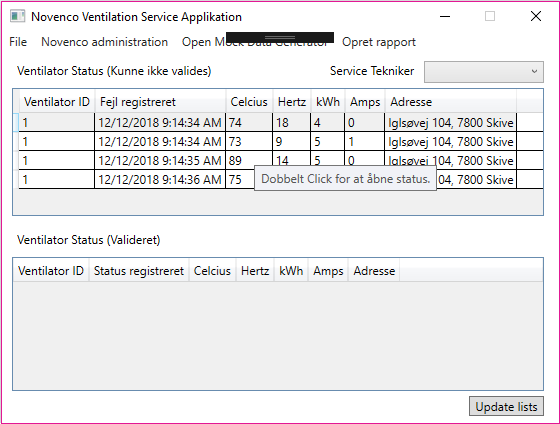 Novenco Ventilation Service Applikation
File Novenco administration Open Mock Data Generator Opret rapport
Ventilator Status (Kunne ikke valides) Service Tekniker
Ventilator ID Fejl registreret Celcius Hertz kWh Amps Adresse
1 12/12/2018 9:14:34 AM 74 18 4 0 Iglsøvej 104, 7800 Skive
1 12/12/2018 9:14:34 AM 73 9 5 1 Iglsøvej 104, 7800 Skive
1 12/12/2018 9:14:35 AM 89 14 5 0 Iglsøvej 104, 7800 Skive
1 12/12/2018 9:14:36 AM 75 104, 7800 Skive
Dobbelt Click for at åbne status.
Ventilator Status (Valideret)
Ventilator ID Status registreret Celcius Hertz kWh Amps Adresse
Update lists